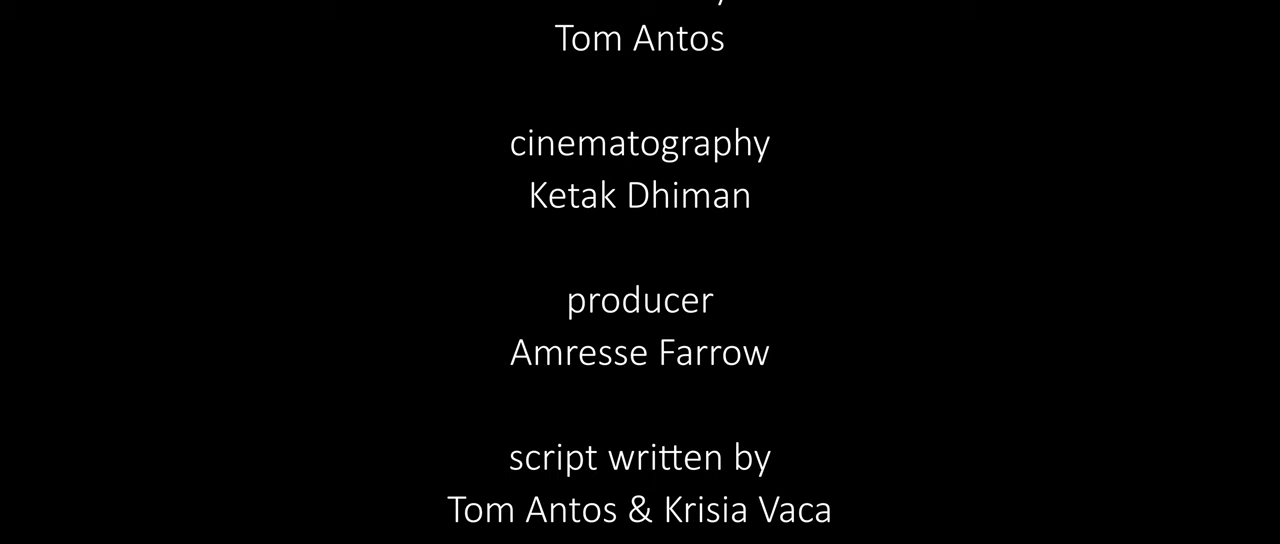 Tom Antos
cinematography
Ketak Dhiman
producer
Amresse Farrow
script written by
Tom Antos & Krisia Vaca